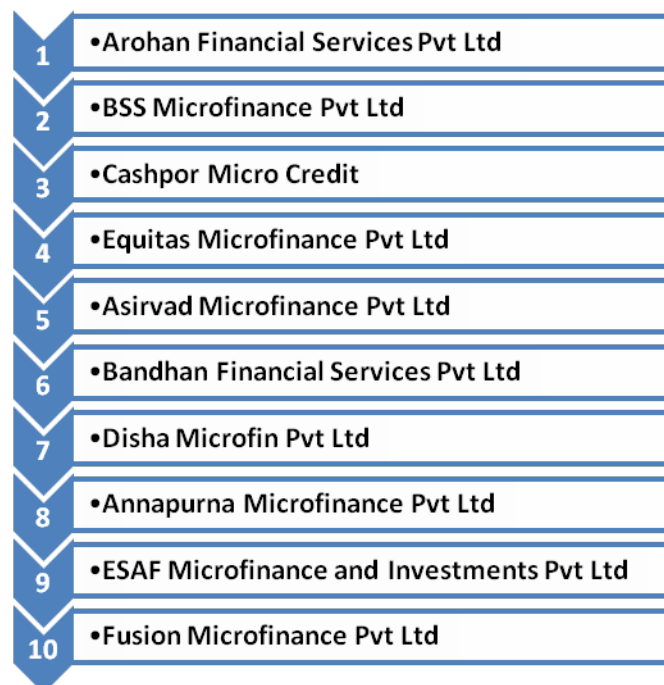 1 •Arohan Financial Services Pvt Ltd
2 •BSS Microfinance Pvt Ltd
3 •Cashpor Micro Credit
4 •Equitas Microfinance Pvt Ltd
5 •Asirvad Microfinance Pvt Ltd
6 •Bandhan Financial Services Pvt Ltd
7 •Disha Microfin Pvt Ltd
8 •Annapurna Microfinance Pvt Ltd
9 •ESAF Microfinance and Investments Pvt Ltd
10 •Fusion Microfinance Pvt Ltd